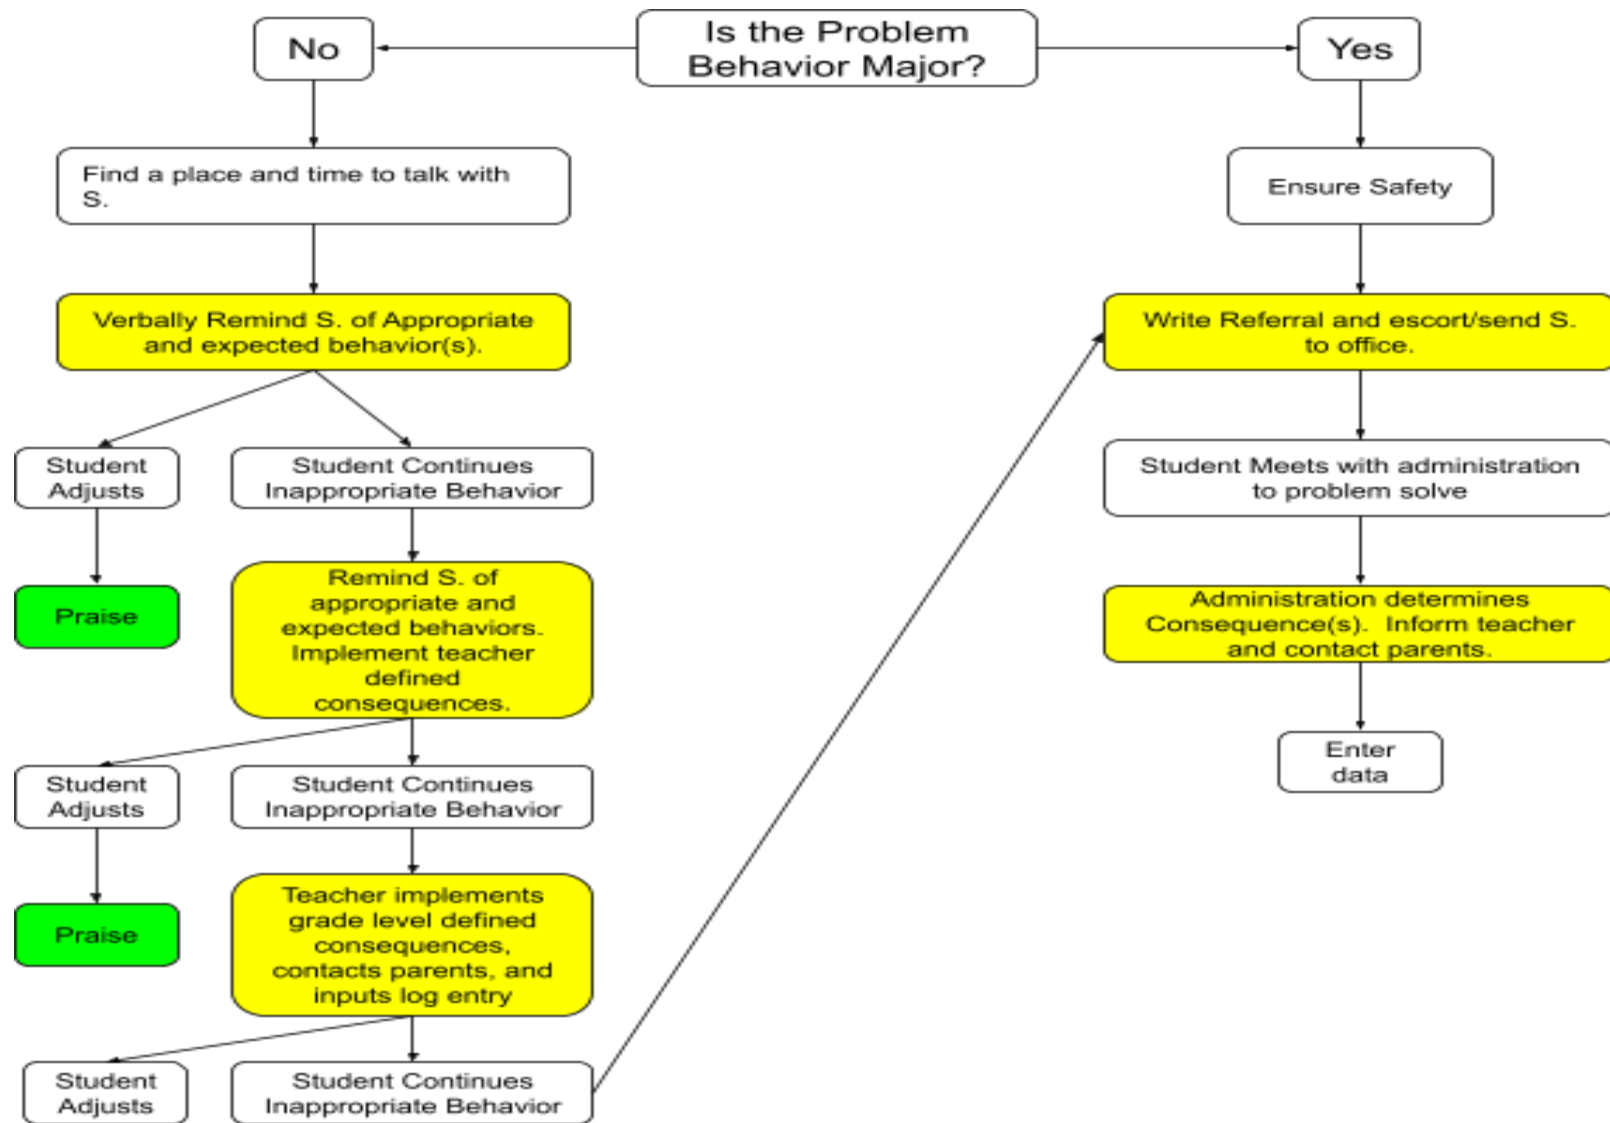 Is the Problem
Behavior Major?
No
Yes
Find a place and time to talk with
S.
Ensure Safety
Verbally Remind S. of Appropriate
and expected behavior(s).
Write Referral and escort/send S.
to office.
Student
Adjusts
Student Continues
Inappropriate Behavior
Student Meets with administration
to problem solve
Praise
Remind S. of
appropriate and
expected behaviors.
Implement teacher
defined
consequences.
Administration determines
Consequence(s).  Inform teacher
and contact parents.
Student
Adjusts
Student Continues
Inappropriate Behavior
Enter
data
Praise
Teacher implements
grade level defined
consequences,
contacts parents, and
inputs log entry
Student
Adjusts
Student Continues
Inappropriate Behavior